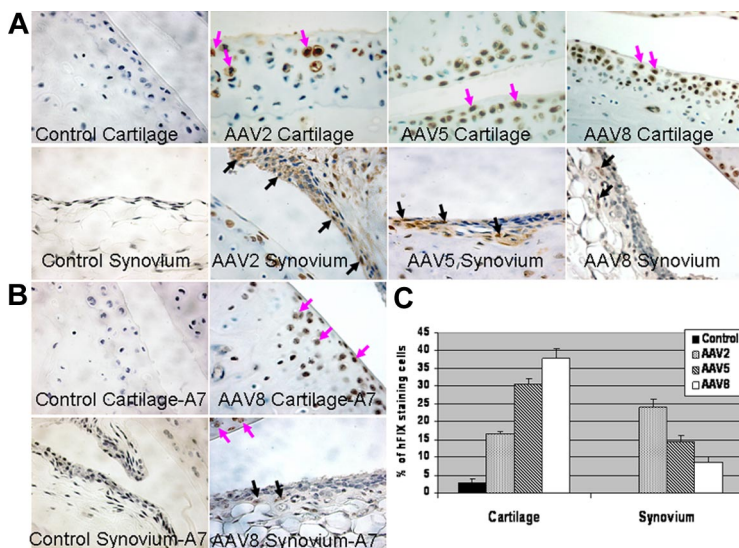 A
Control Cartilage
AAV2 Cartilage
AAV5 Cartilage
AAV8 Cartilage
Control Synovium
AAV2 Synovium
AAV5 Synovium
AAV8 Synovium
B
Control Cartilage-A7
AAV8 Cartilage-A7
Control Synovium-A7
AAV8 Synovium-A7
C
% of hFIX staining cells
45
40
35
30
25
20
15
10
5
0
Control
AAV2
AAV5
AAV8
Cartilage
Synovium